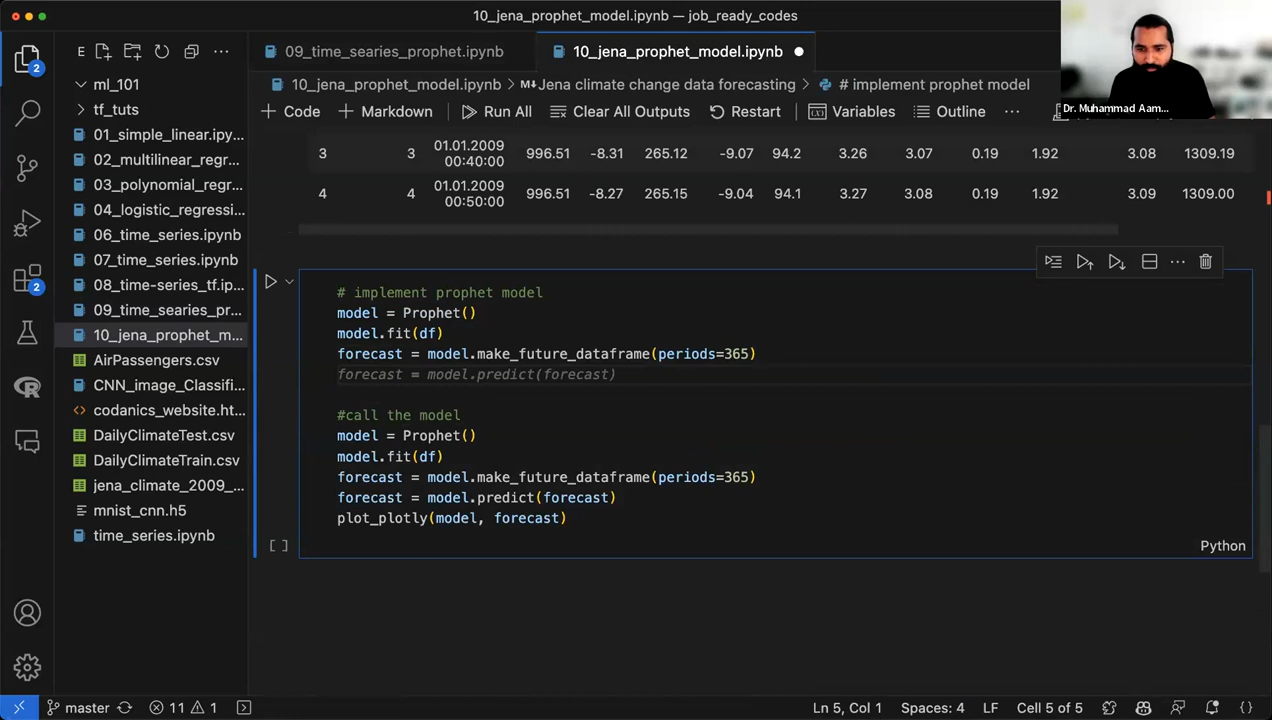 10_jena_prophet_model.ipynb — job_ready_codes
E
09_time_searies_prophet.ipynb
10_jena_prophet_model.ipynb
10_jena_prophet_model.ipynb > M↓Jena climate change data forecasting > # implement prophet model
+ Code + Markdown Run All Clear All Outputs Restart Variables Outline ...
Dr. Muhammad Aam...
2
2
ml_101
tf_tuts
01_simple_linear.ipy...
02_multilinear_regr...
03_polynomial_regr...
04_logistic_regressi...
06_time_series.ipynb
07_time_series.ipynb
08_time-series_tf.ip...
09_time_searies_pr...
10_jena_prophet_m...
AirPassengers.csv
CNN_image_Classifi...
codanics_website.ht...
DailyClimateTest.csv
DailyClimateTrain.csv
jena_climate_2009_...
mnist_cnn.h5
time_series.ipynb
3 3 01.01.2009 00:40:00 996.51 -8.31 265.12 -9.07 94.2 3.26 3.07 0.19 1.92 3.08 1309.19
4 4 01.01.2009 00:50:00 996.51 -8.27 265.15 -9.04 94.1 3.27 3.08 0.19 1.92 3.09 1309.00
# implement prophet model
model = Prophet()
model.fit(df)
forecast = model.make_future_dataframe(periods=365)
forecast = model.predict(forecast)
#call the model
model = Prophet()
model.fit(df)
forecast = model.make_future_dataframe(periods=365)
forecast = model.predict(forecast)
plot_plotly(model, forecast)
[ ]
Python
master 11 1
Ln 5, Col 1 Spaces: 4 LF Cell 5 of 5